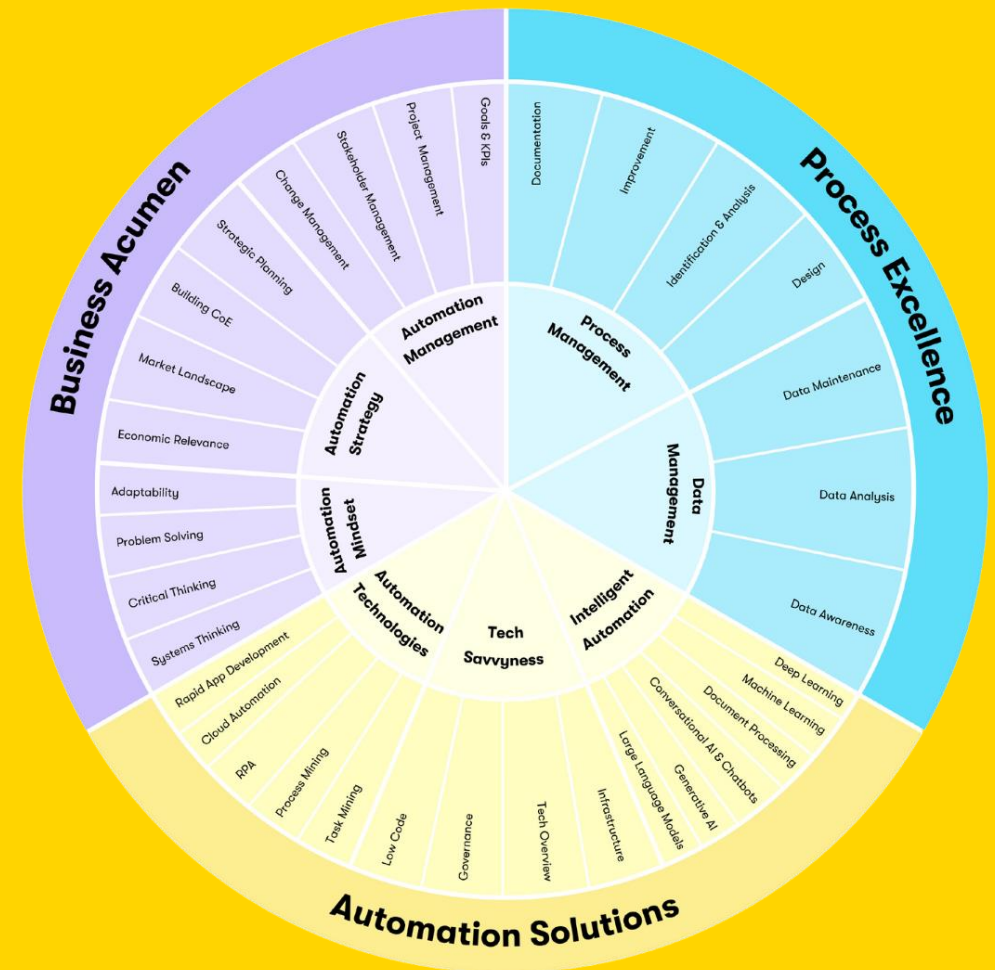 Business Acumen
Automation
Management
Goals & KPIs
Project Management
Stakeholder Management
Change Management
Automation
Strategy
Strategic Planning
Building CoE
Market Landscape
Economic Relevance
Automation
Mindset
Adaptability
Problem Solving
Critical Thinking
Systems Thinking
Process Excellence
Process
Management
Documentation
Improvement
Identification & Analysis
Design
Data
Management
Data Maintenance
Data Analysis
Data Awareness
Automation Solutions
Intelligent
Automation
Deep Learning
Machine Learning
Document Processing
Conversational AI & Chatbots
Generative AI
Large Language Models
Tech
Savvyness
Infrastructure
Tech Overview
Governance
Low Code
Automation
Technologies
Task Mining
Process Mining
RPA
Cloud Automation
Rapid App Development